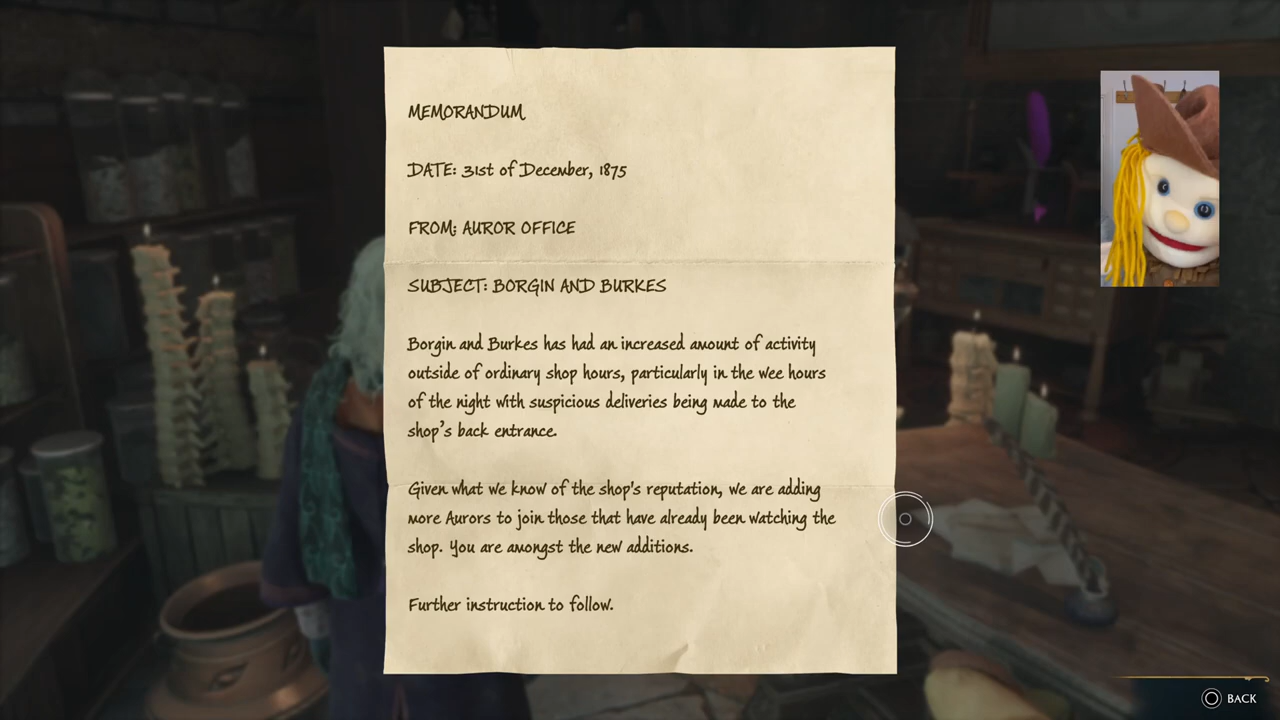 MEMORANDUM
DATE: 31st of December, 1875
FROM: AUROR OFFICE
SUBJECT: BORGIN AND BURKES
Borgin and Burkes has had an increased amount of activity
outside of ordinary shop hours, particularly in the wee hours
of the night with suspicious deliveries being made to the
shop's back entrance.
Given what we know of the shop's reputation, we are adding
more Aurors to join those that have already been watching the
shop. You are amongst the new additions.
Further instruction to follow.
BACK